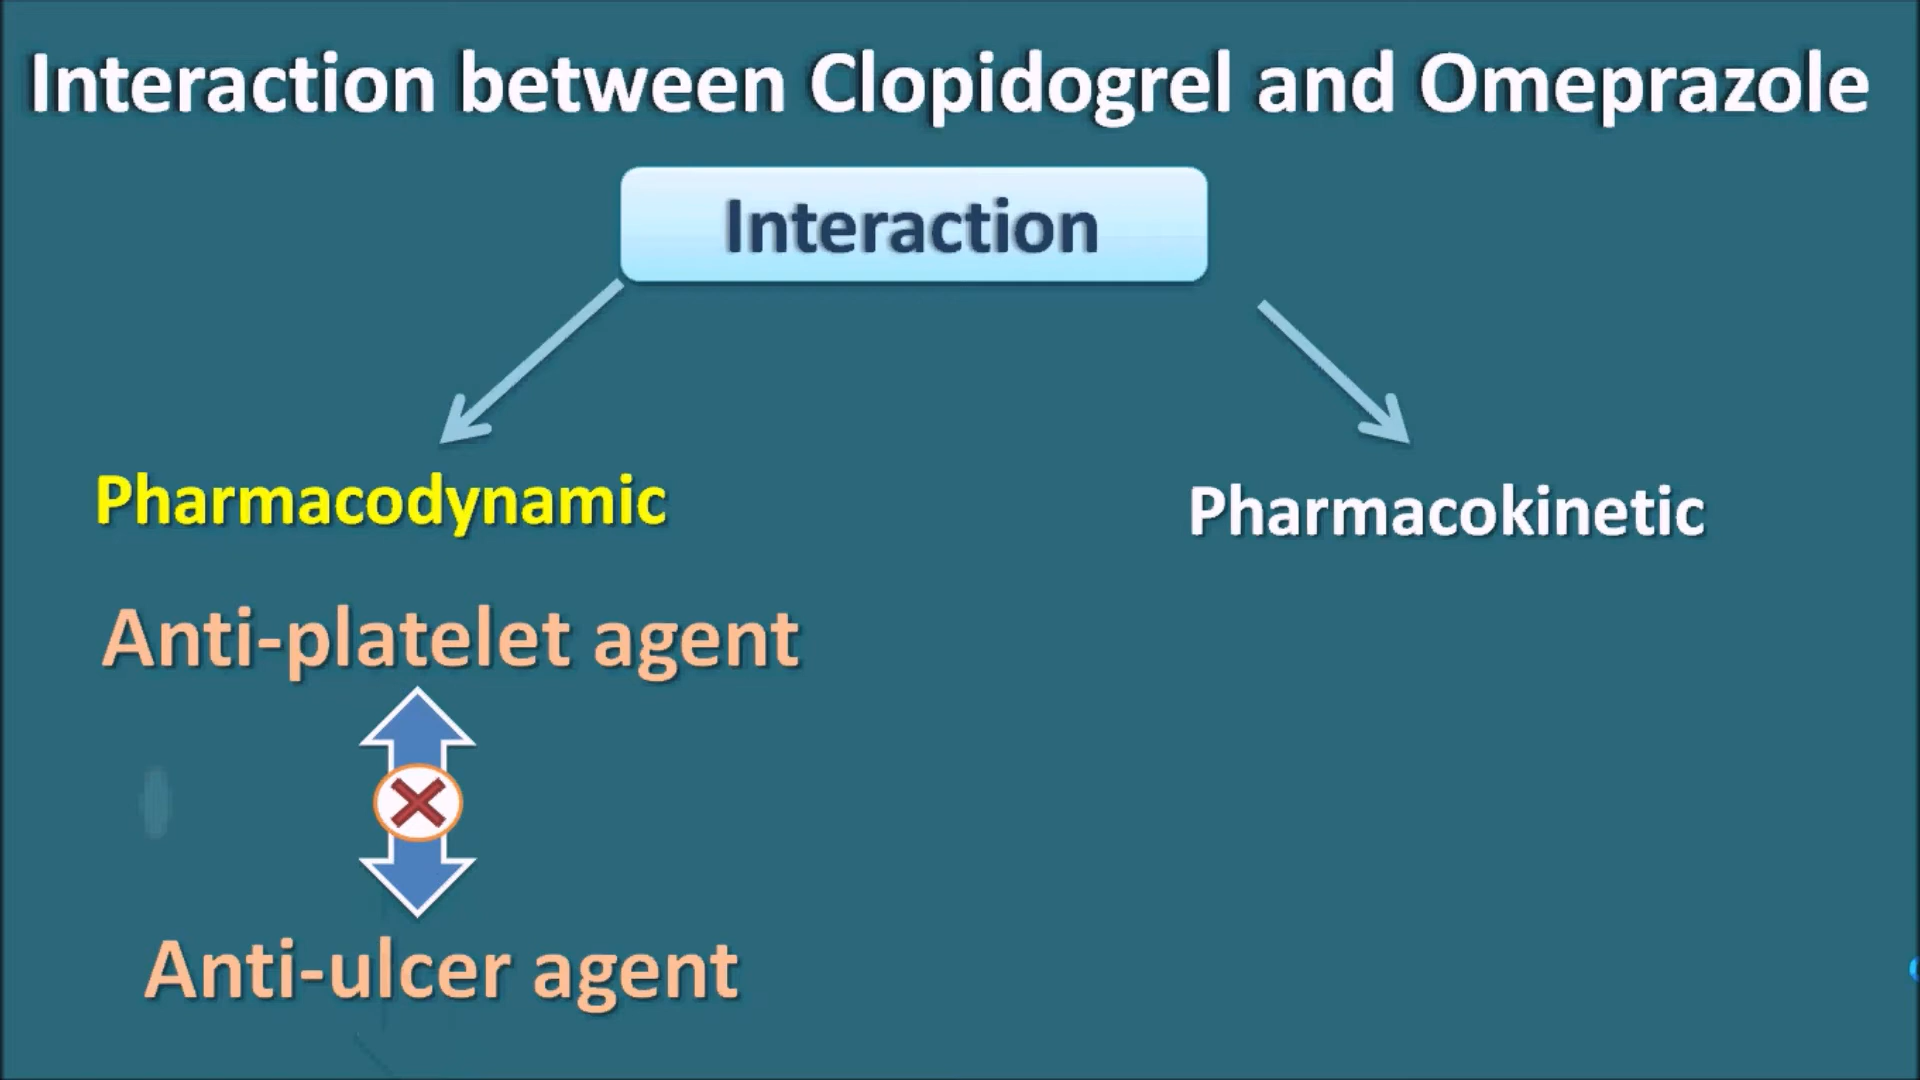 Interaction between Clopidogrel and Omeprazole
Interaction
Pharmacodynamic
Pharmacokinetic
Anti-platelet agent
Anti-ulcer agent